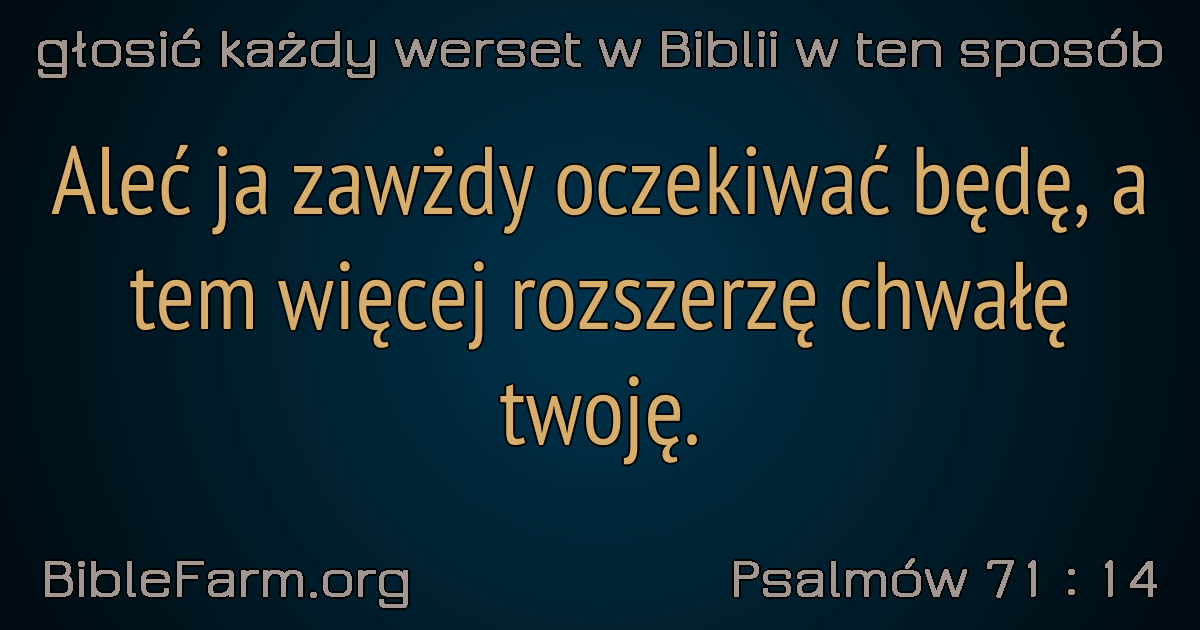 głosić każdy werset w Biblii w ten sposób
Aleć ja zawżdy oczekiwać będę, a
tem więcej rozszerzę chwałę
twoję.
BibleFarm.org
Psalmów 71 : 14